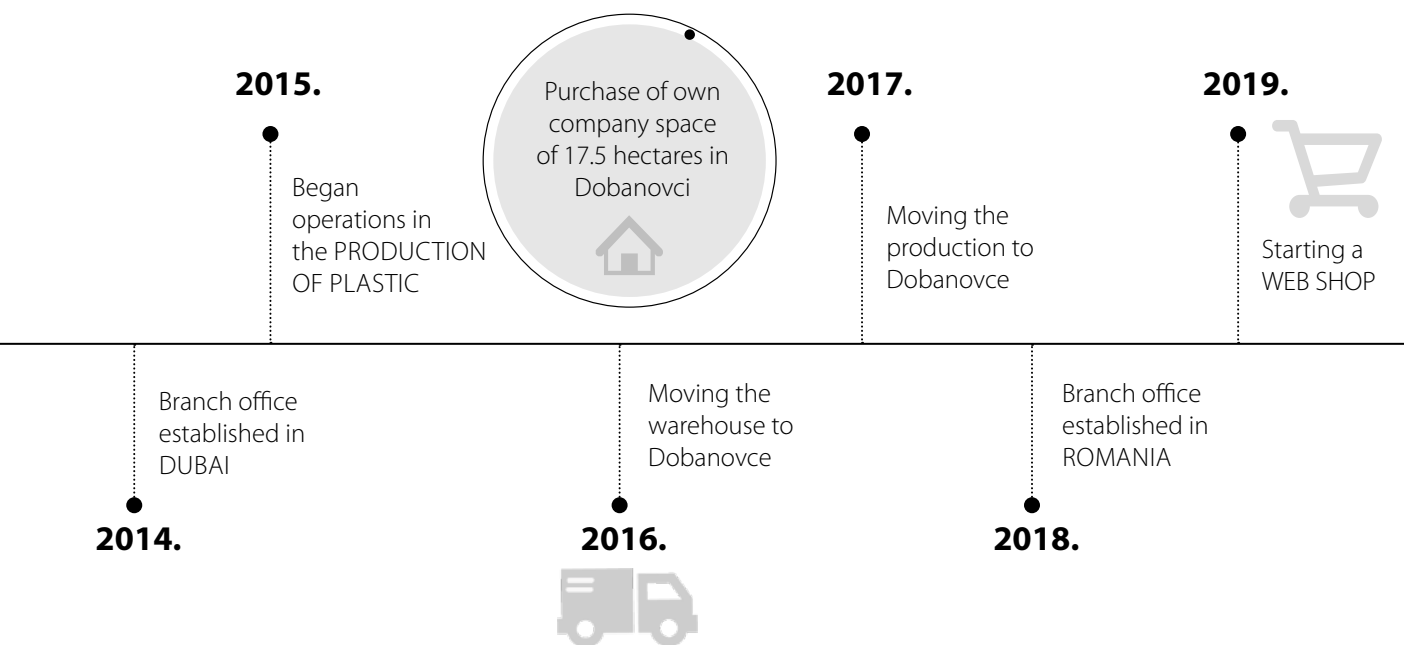 2015.
Began
operations in
the PRODUCTION
OF PLASTIC
Purchase of own
company space
of 17.5 hectares in
Dobanovci
2017.
Moving the
production to
Dobanovce
2019.
Starting a
WEB SHOP
Branch office
established in
DUBAI
2014.
Moving the
warehouse to
Dobanovce
2016.
Branch office
established in
ROMANIA
2018.